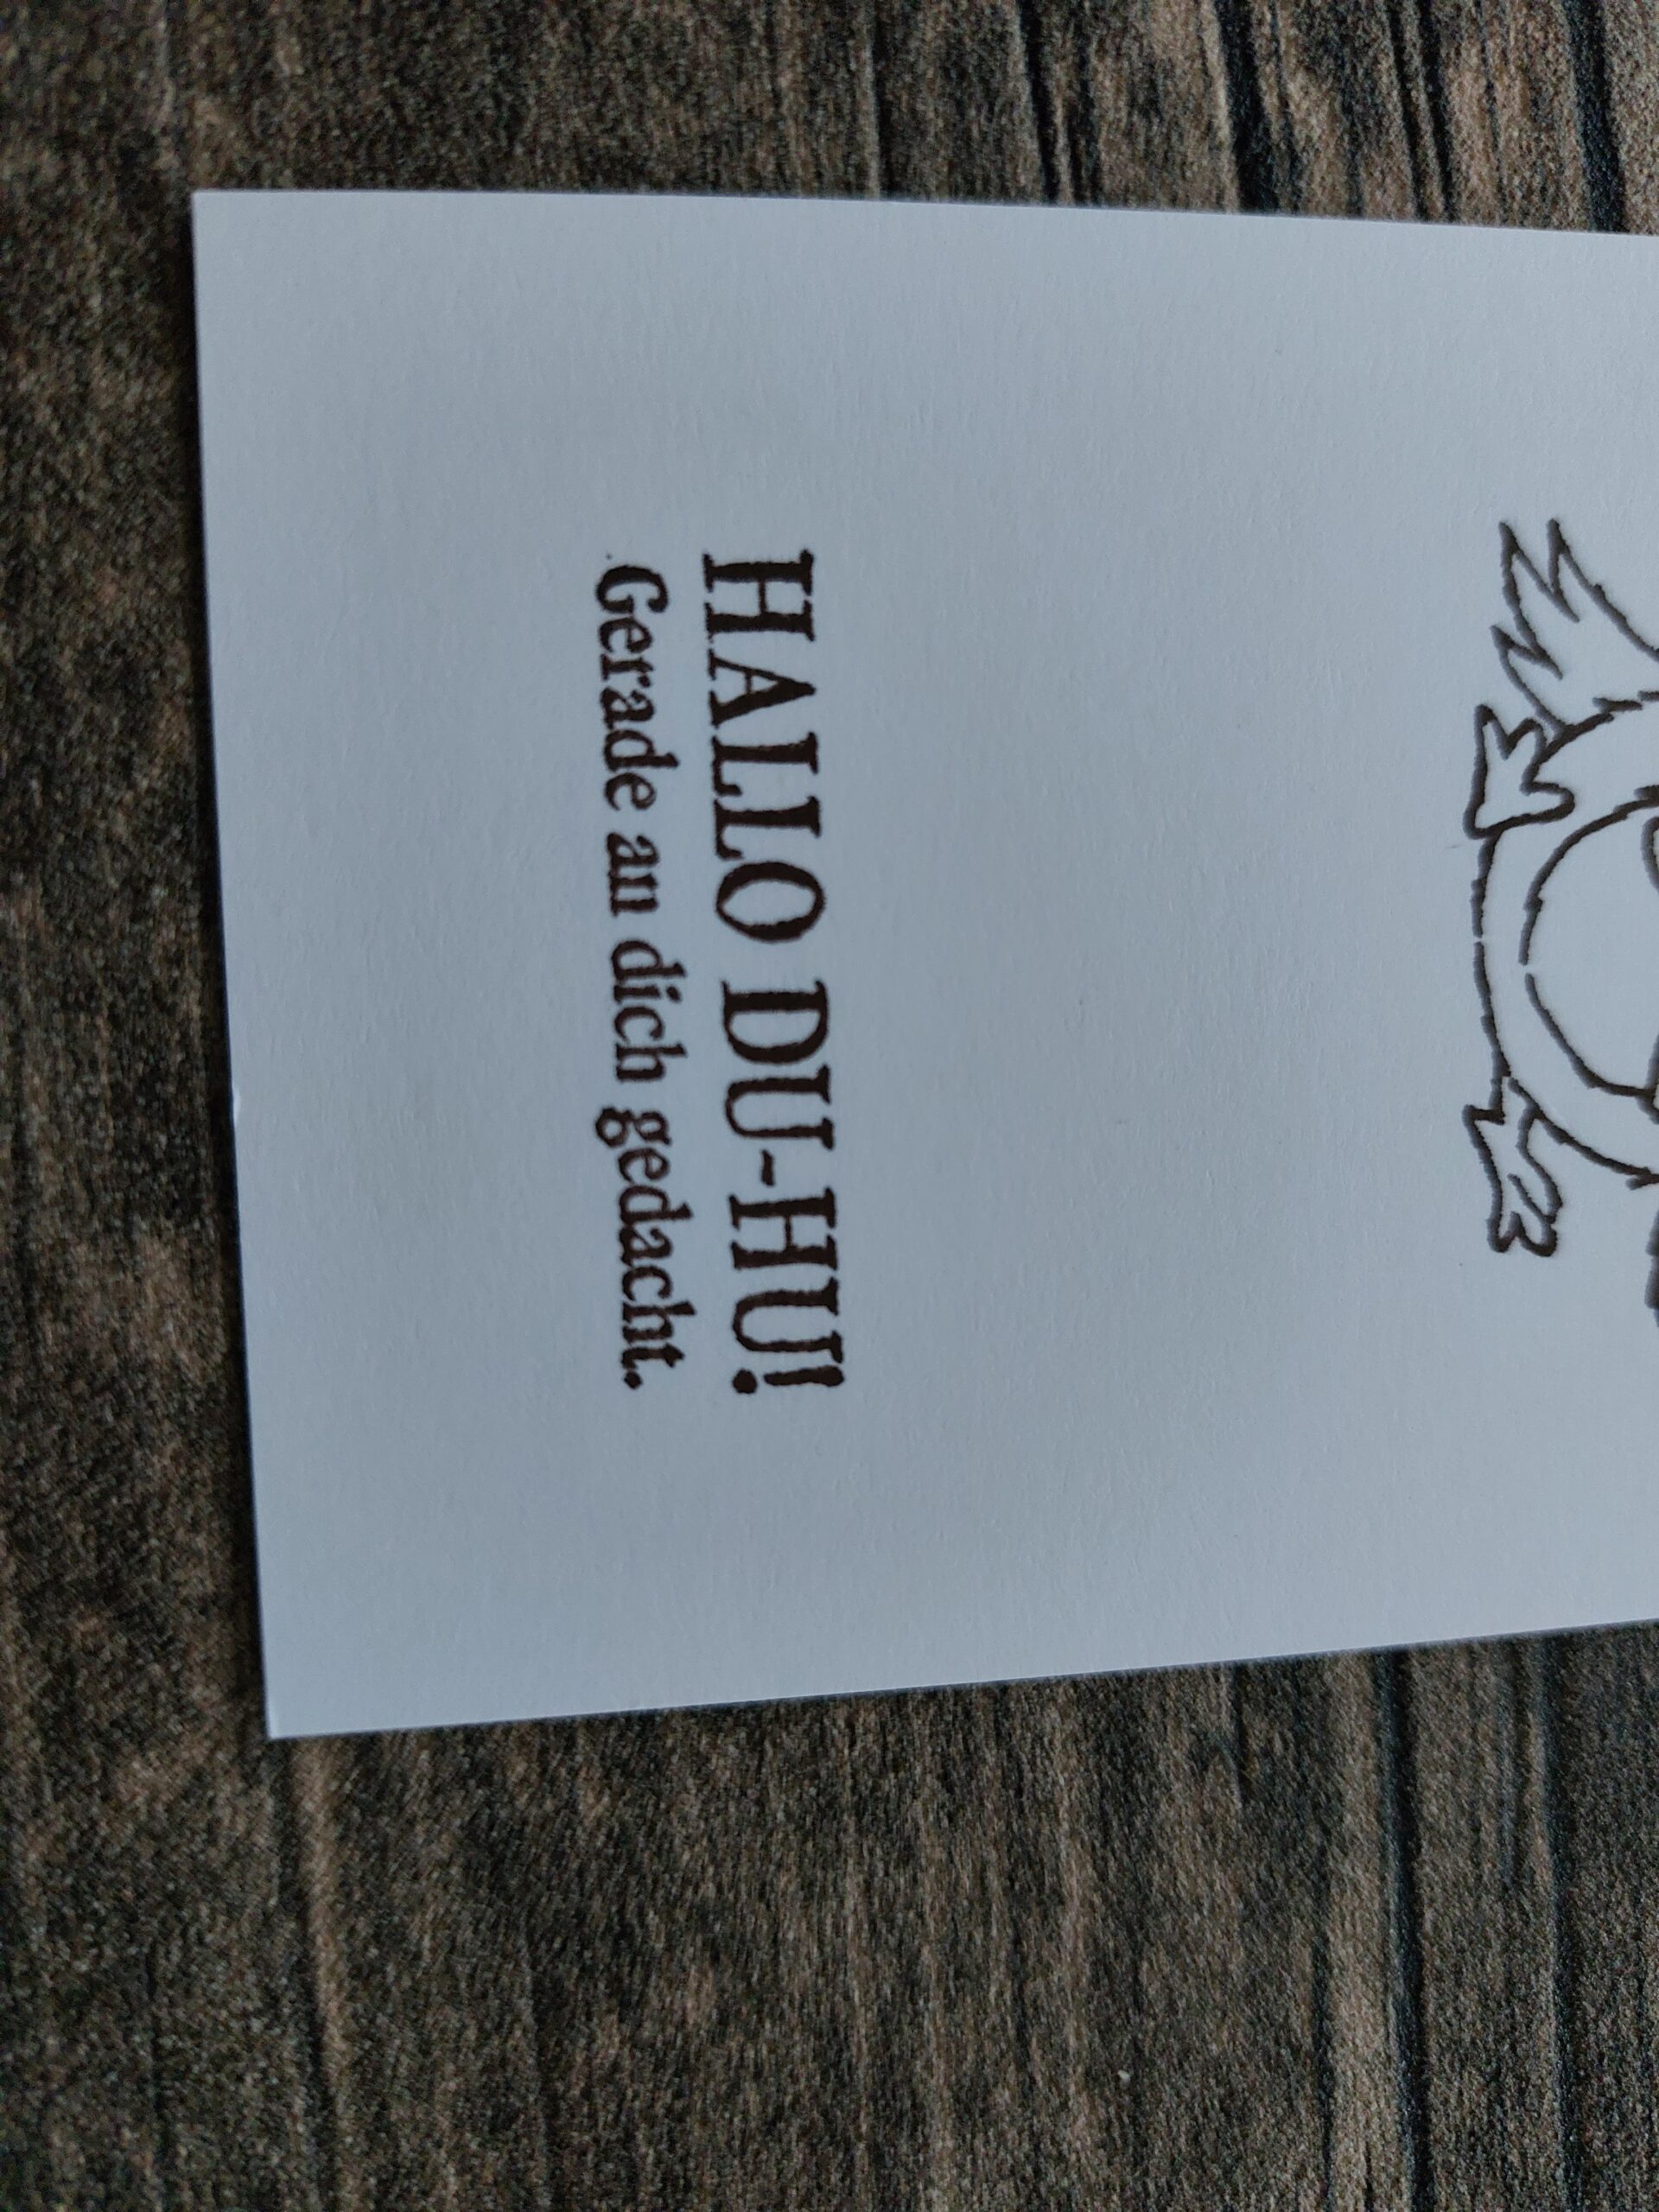 HALLO DU-HU!
Gerade an dich gedacht.